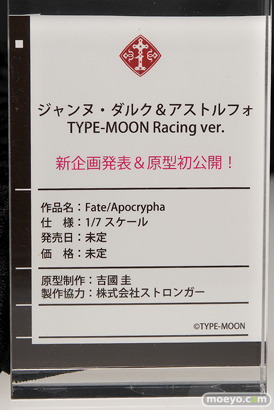 ジャンヌ・ダルク＆アストルフォ
TYPE-MOON Racing ver.
新企画発表＆原型初公開！
作品名：Fate/Apocrypha
仕　様：1/7 スケール
発売日：未定
価　格：未定
原型制作：吉國 圭
製作協力：株式会社ストロンガー
©TYPE-MOON
moeyo.com